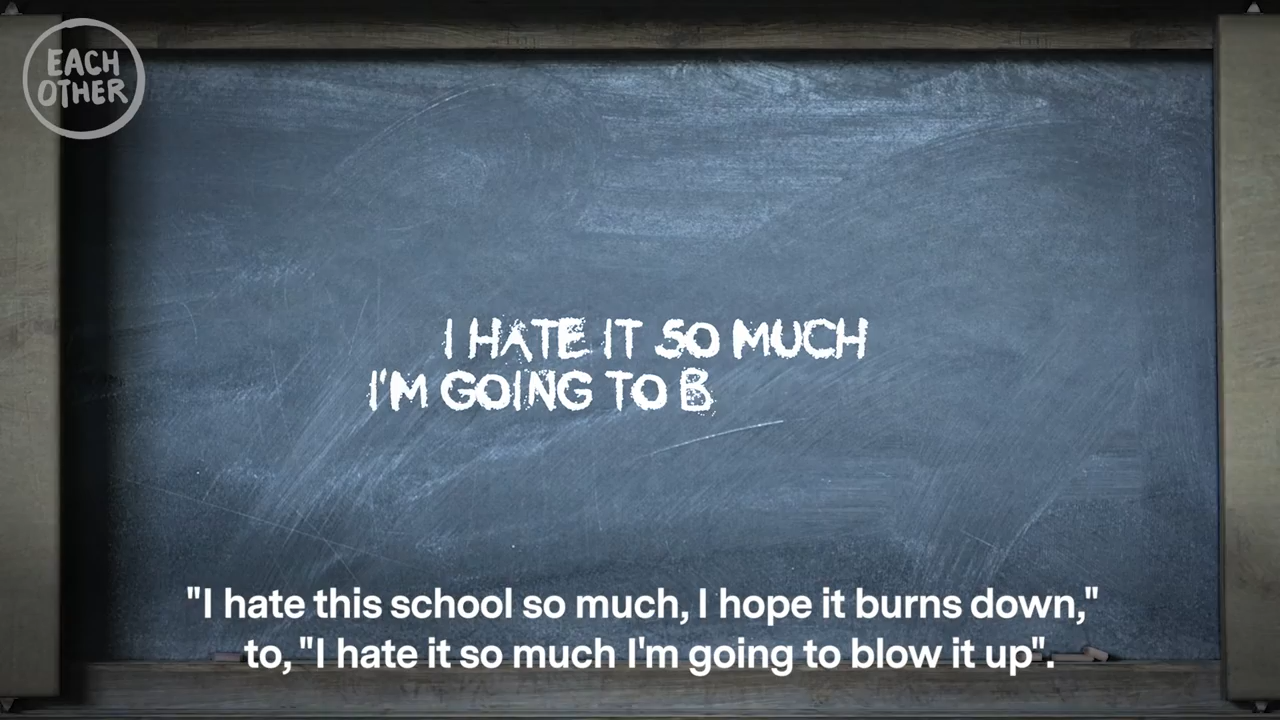 EACH
OTHER
I HATE IT SO MUCH
I'M GOING TO B
"I hate this school so much, I hope it burns down,"
to, "I hate it so much I'm going to blow it up".